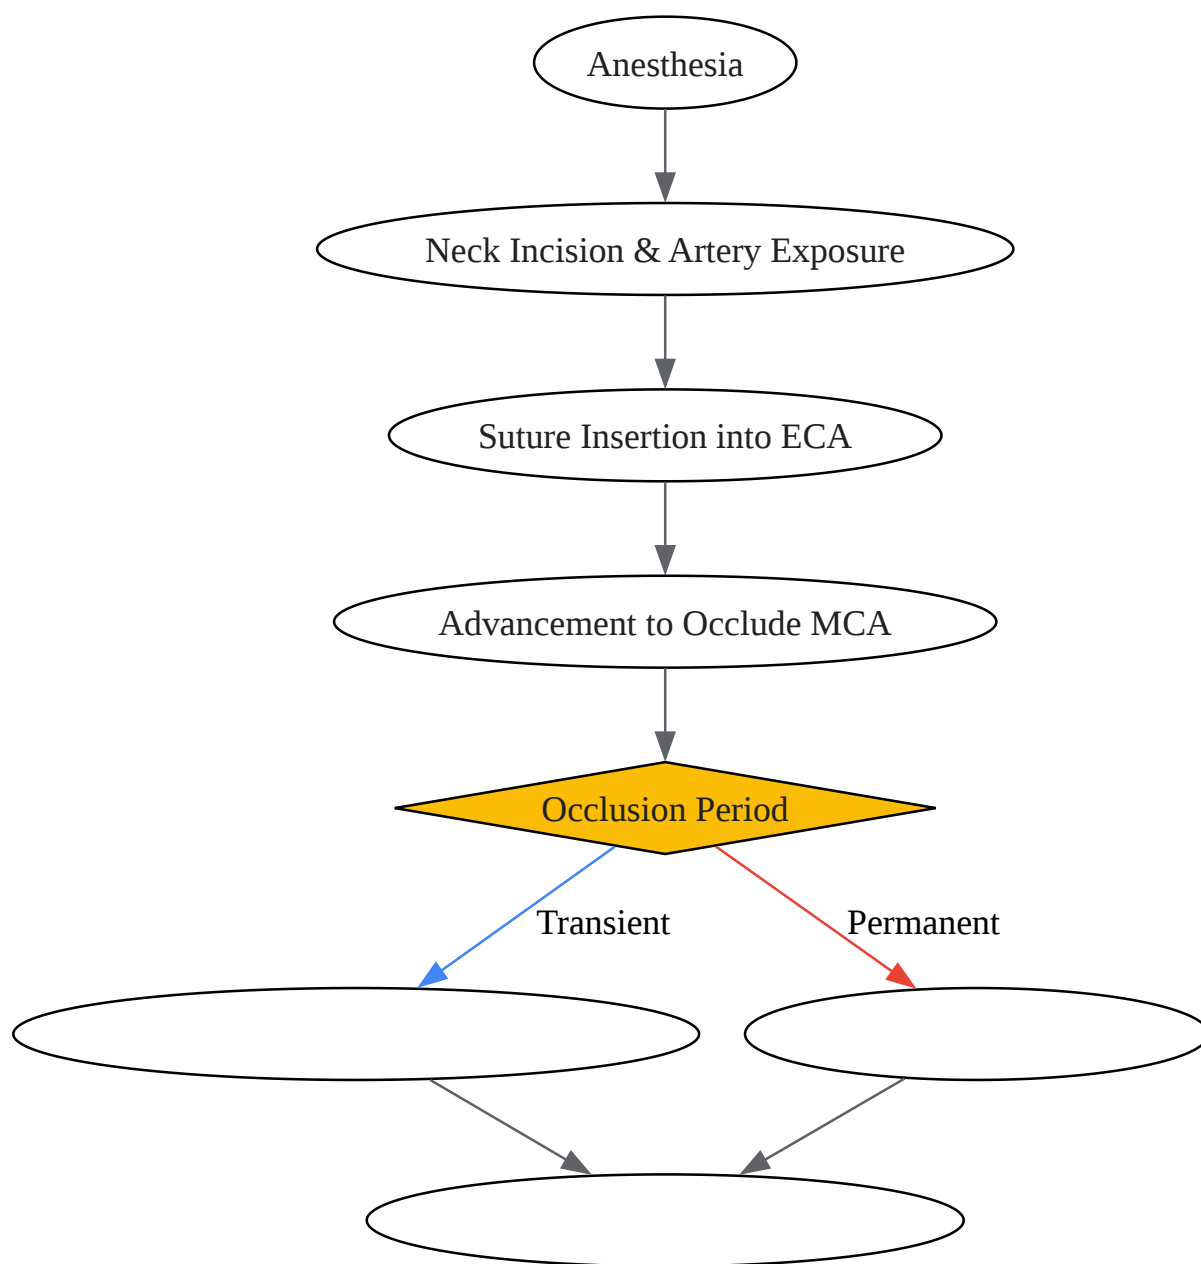 Anesthesia
Neck Incision & Artery Exposure
Suture Insertion into ECA
Advancement to Occlude MCA
Occlusion Period
Transient
Permanent